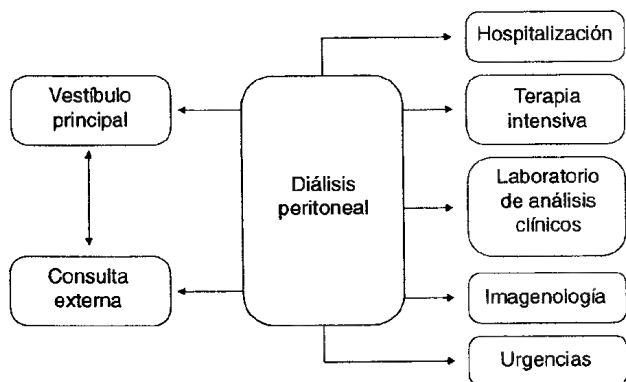 Hospitalización
Vestíbulo
principal
Terapia
intensiva
Diálisis
peritoneal
Laboratorio
de análisis
clínicos
Consulta
externa
Imagenología
Urgencias